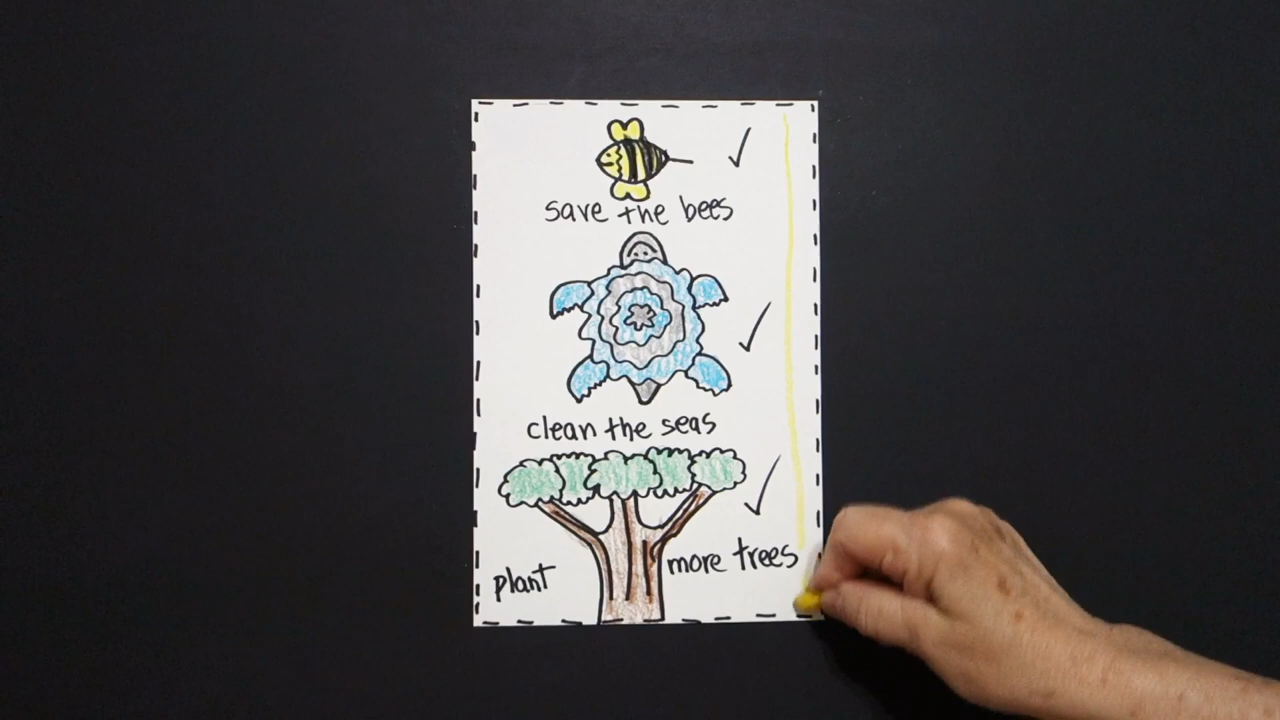 save the bees
clean the seas
plant more trees